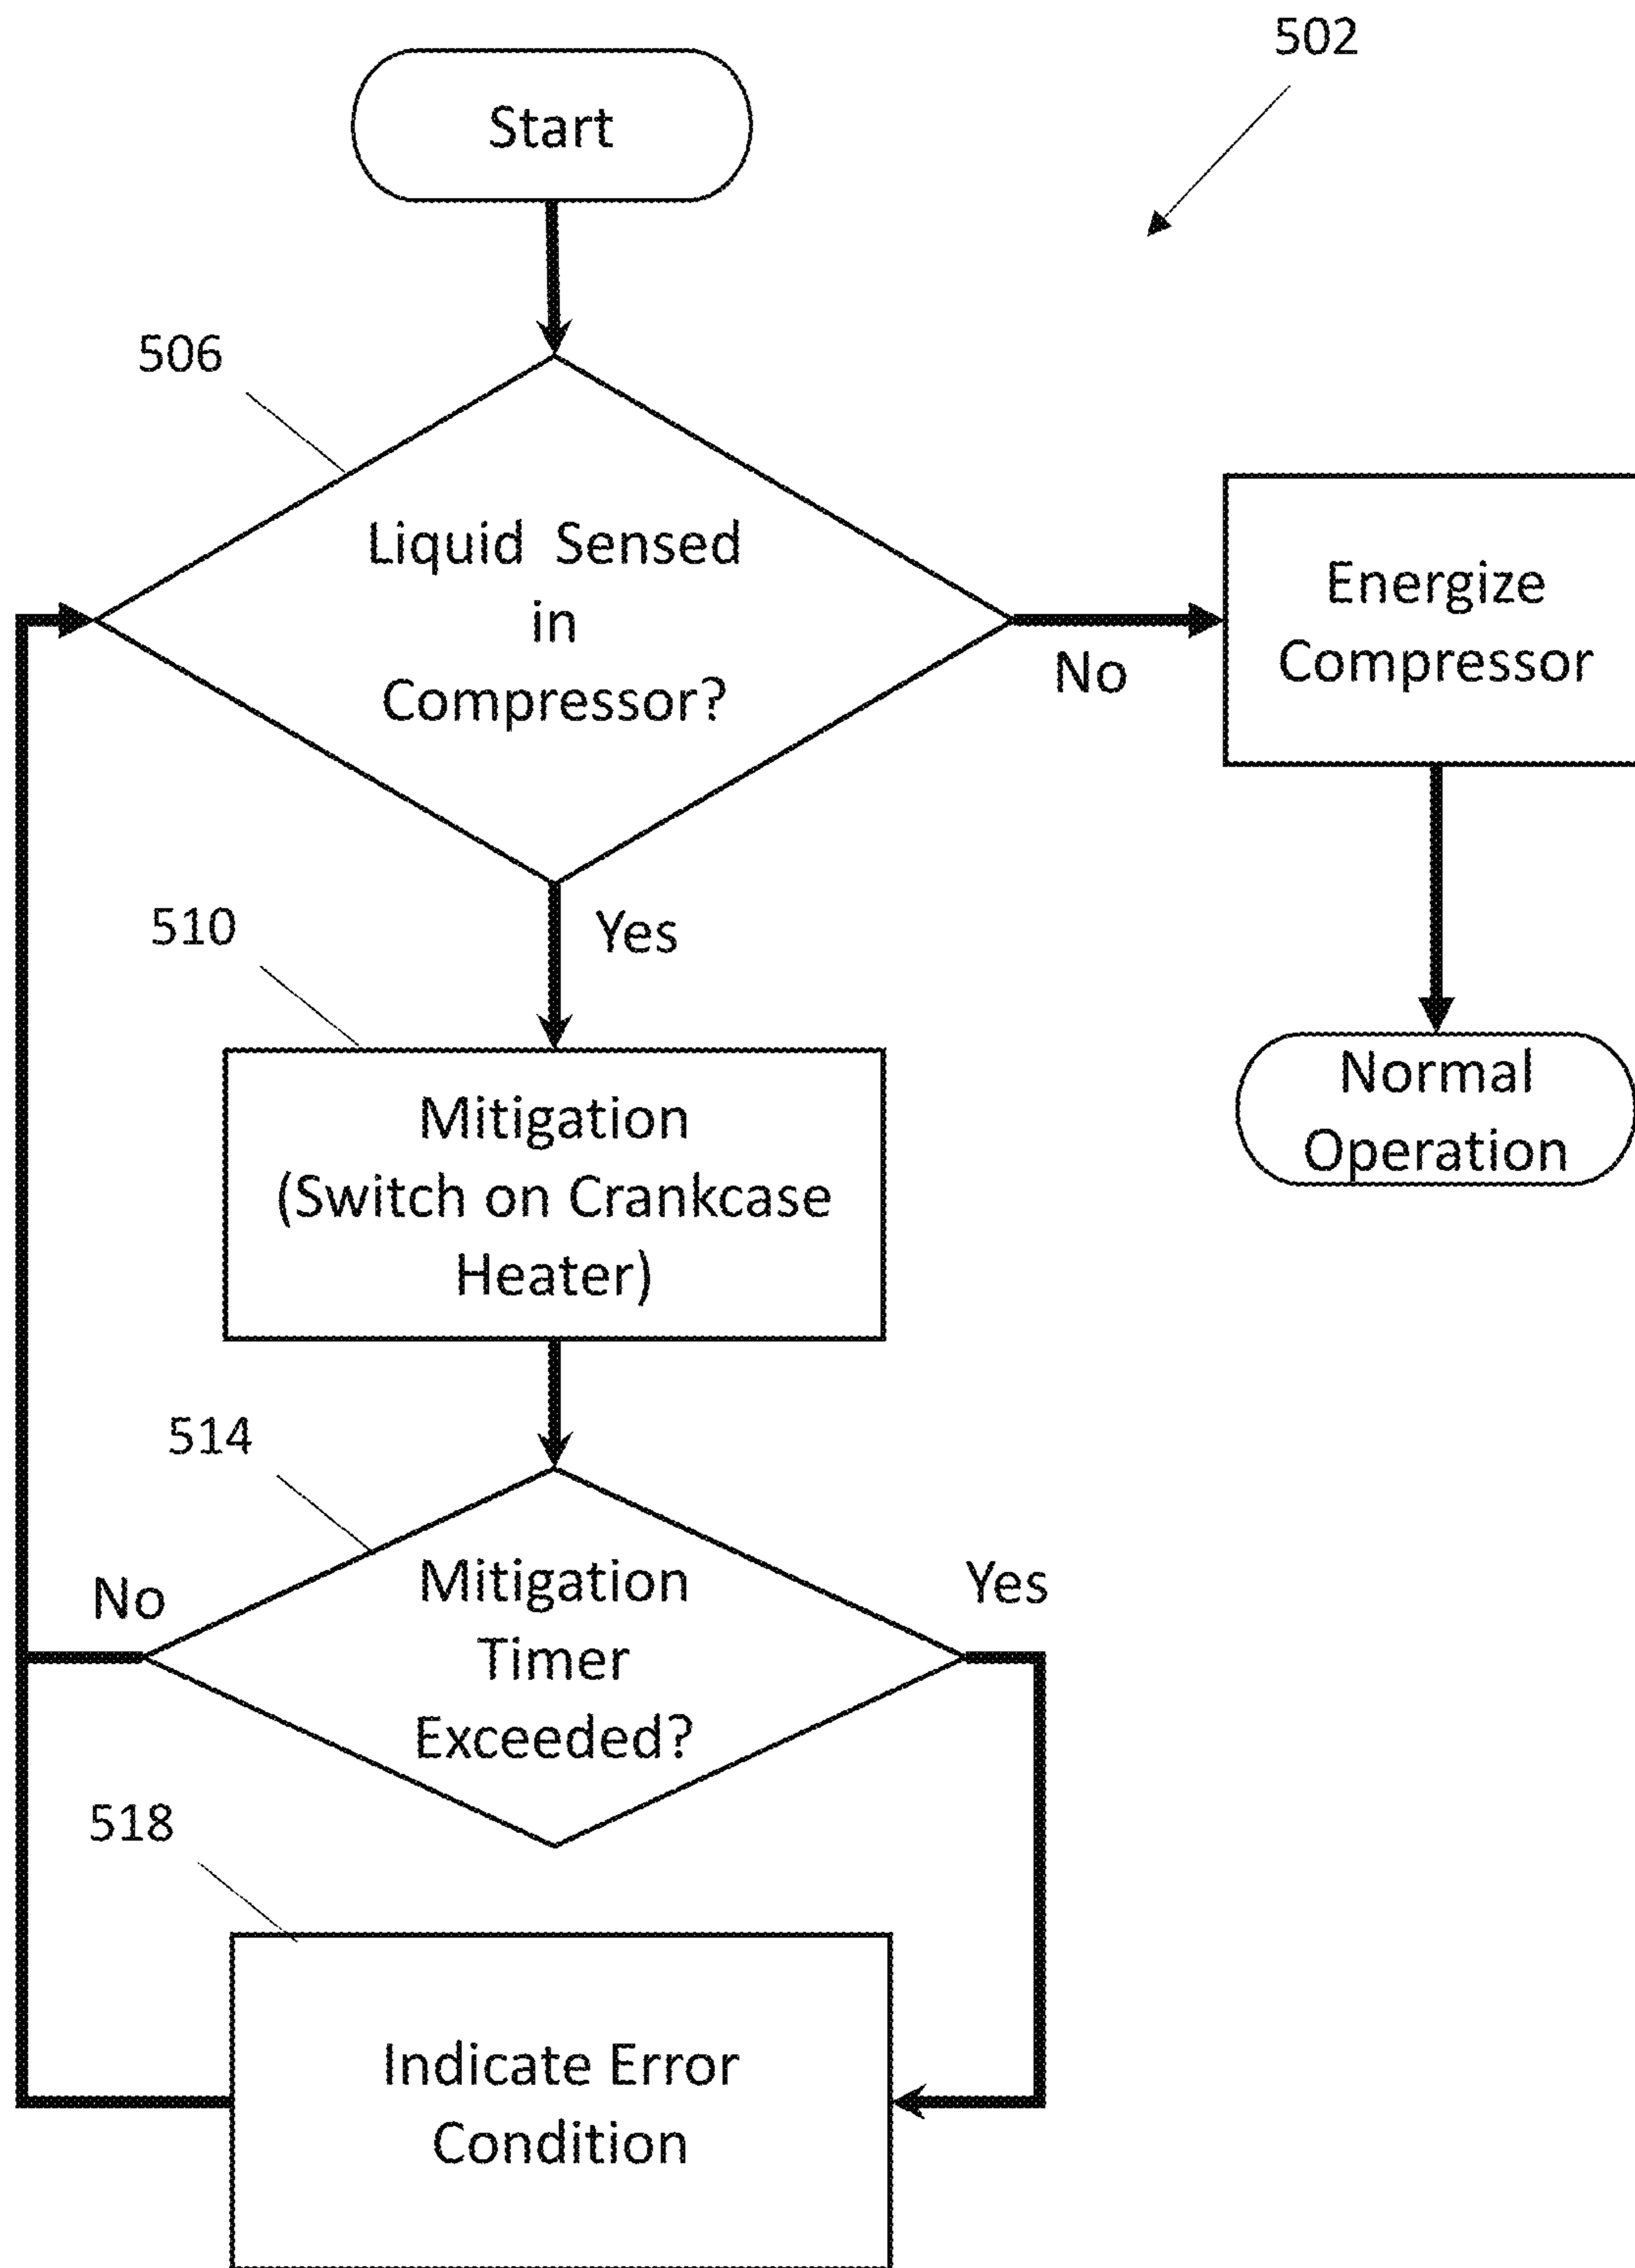 502
Start
506
Liquid Sensed
in
Compressor?
No
Energize
Compressor
Yes
510
Mitigation
(Switch on Crankcase
Heater)
Normal
Operation
514
No
Mitigation
Timer
Exceeded?
Yes
518
Indicate Error
Condition